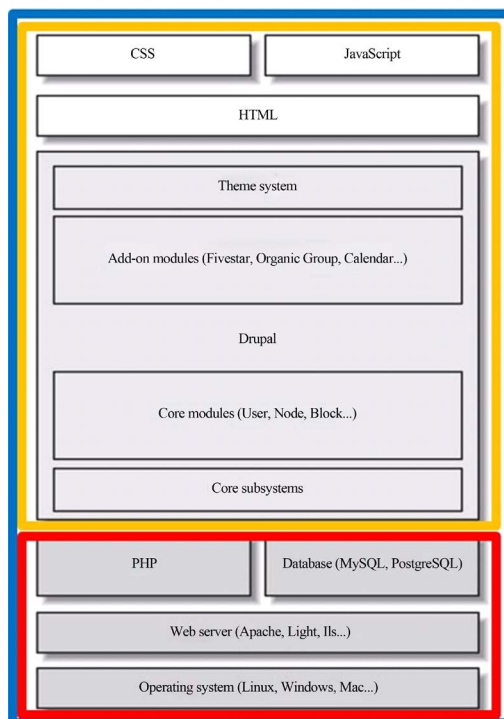 CSS
JavaScript
HTML
Theme system
Add-on modules (Fivestar, Organic Group, Calendar...)
Drupal
Core modules (User, Node, Block...)
Core subsystems
PHP
Database (MySQL, PostgreSQL)
Web server (Apache, Light, Ils...)
Operating system (Linux, Windows, Mac...)